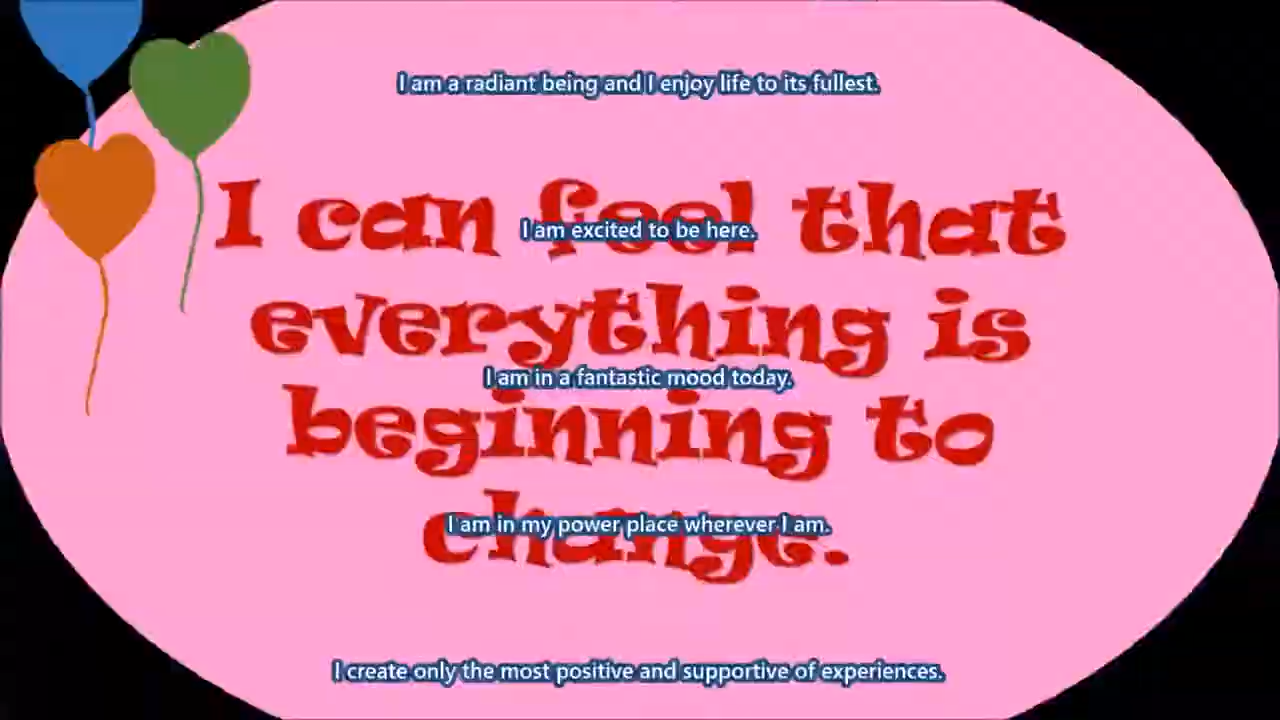 I am a radiant being and I enjoy life to its fullest.
I can feel that
I am excited to be here.
everything is
I am in a fantastic mood today.
beginning to
change.
I am in my power place wherever I am.
I create only the most positive and supportive of experiences.